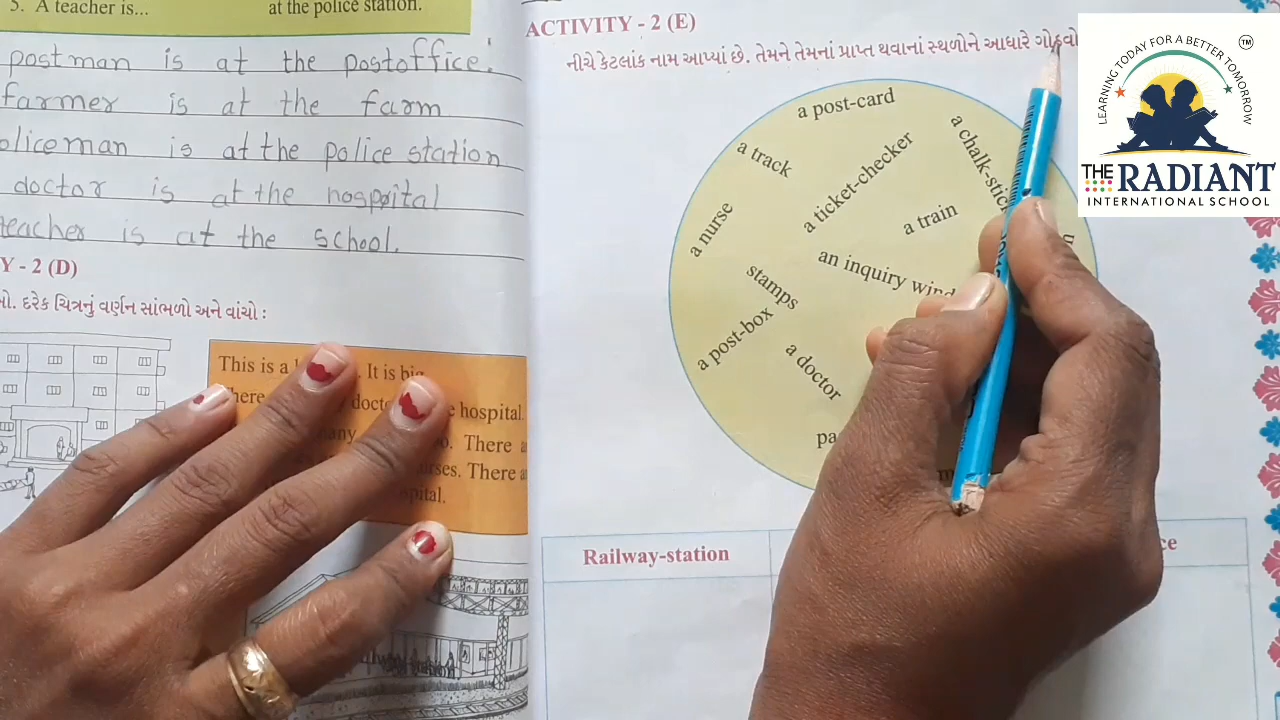 5. A teacher is... at the police station.
postman is at the postoffice.
farmer is at the farm
oliceman is at the police station
doctor is at the hospital
teacher is at the school.
Y - 2 (D)
દરેક ચિત્રનું વર્ણન સાંભળો અને વાંચો :
This is a It is big
hospital.
There
There
ACTIVITY - 2 (E)
નીચે કેટલાંક નામ આપ્યાં છે. તેમને તેમનાં પ્રાપ્ત થવાનાં સ્થળોને આધારે ગોઠવો
a post-card
a track
a ticket-checker
a chalk-stic
a nurse
a train
an inquiry wind
stamps
a post-box
a doctor
pa
Railway-station
ce
LEARNING TODAY FOR A BETTER TOMORROW
TM
THE RADIANT
INTERNATIONAL SCHOOL